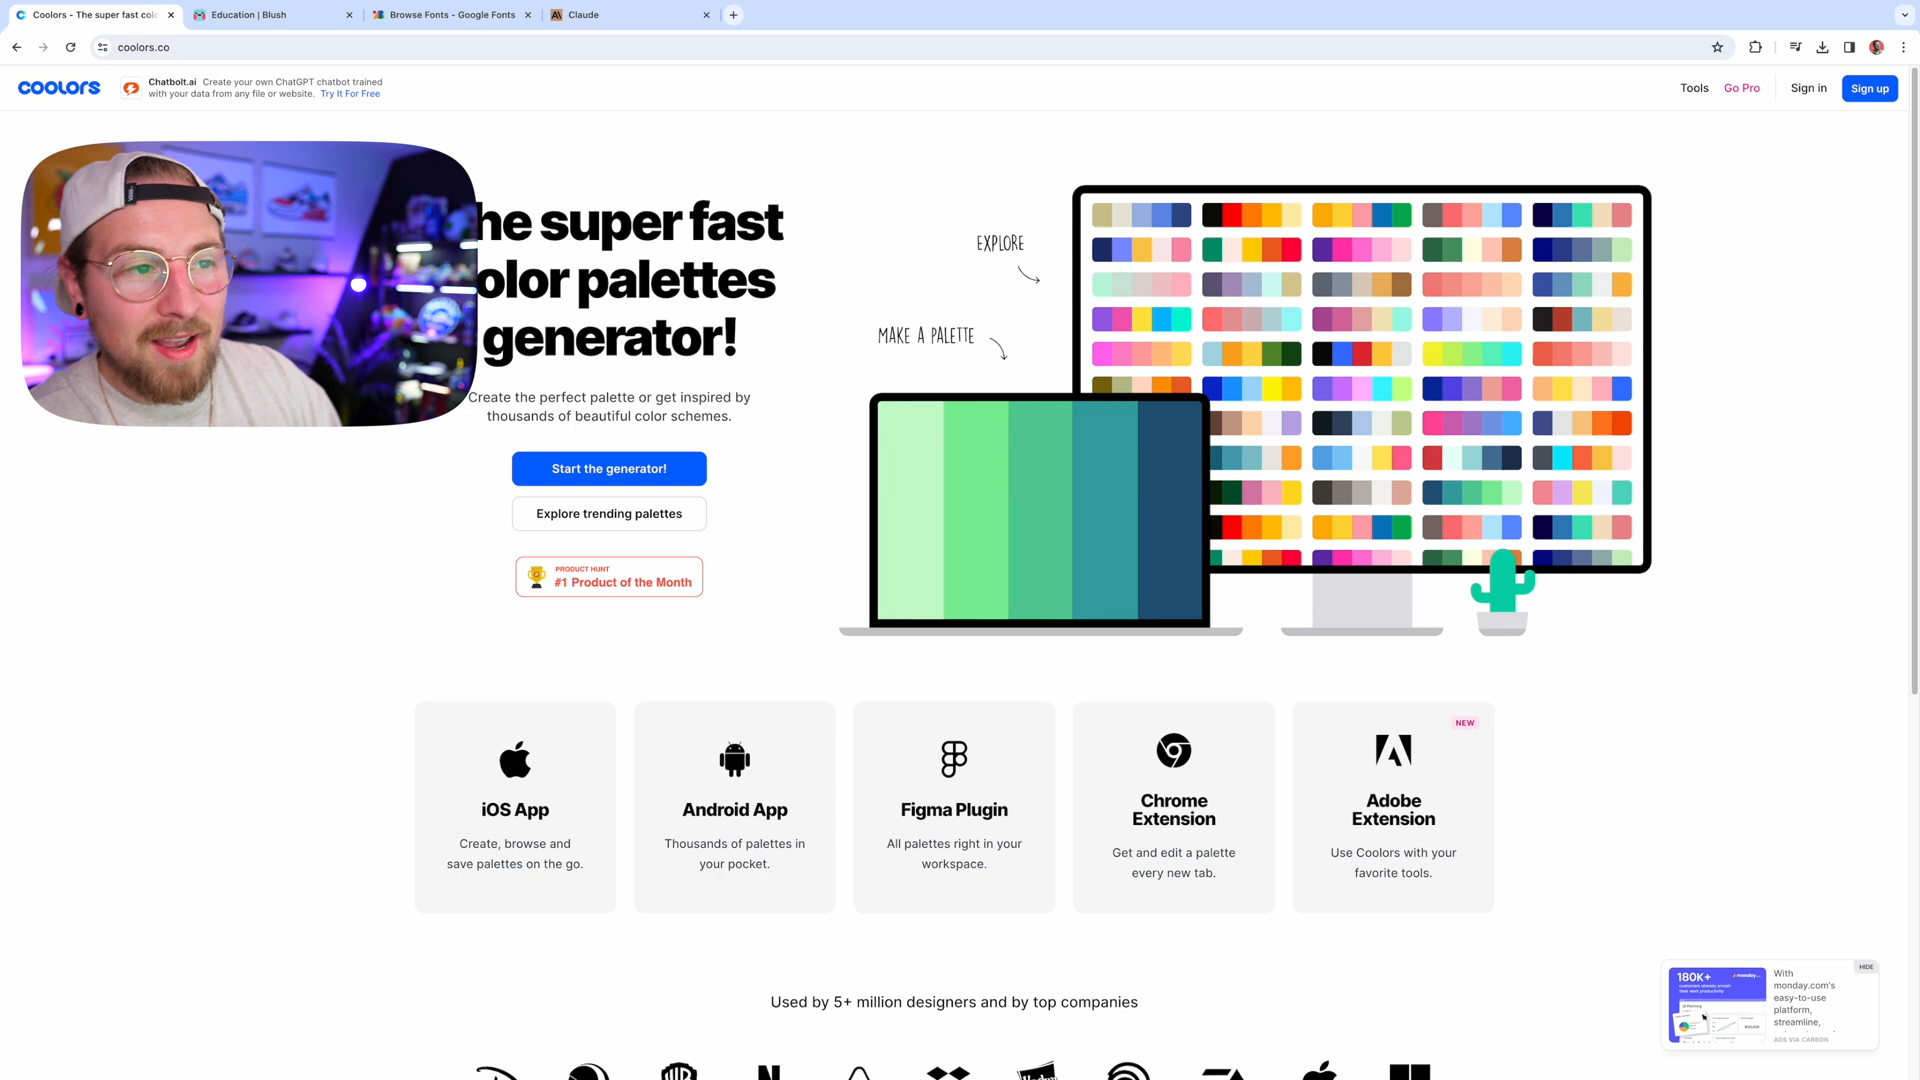 Coolors - The super fast colo
Education | Blush
Browse Fonts - Google Fonts
Claude
coolors.co
coolors
Chatbolt.ai Create your own ChatGPT chatbot trained
with your data from any file or website. Try It For Free
Tools
Go Pro
Sign in
Sign up
he super fast
olor palettes
generator!
Create the perfect palette or get inspired by
thousands of beautiful color schemes.
Start the generator!
Explore trending palettes
PRODUCT HUNT
#1 Product of the Month
EXPLORE
MAKE A PALETTE
iOS App
Create, browse and
save palettes on the go.
Android App
Thousands of palettes in
your pocket.
Figma Plugin
All palettes right in your
workspace.
Chrome
Extension
Get and edit a palette
every new tab.
NEW
Adobe
Extension
Use Coolors with your
favorite tools.
Used by 5+ million designers and by top companies
HIDE
180K+
monday
customers already smash
their work productivity
With
monday.com's
easy-to-use
platform,
streamline,
ADS VIA CARBON